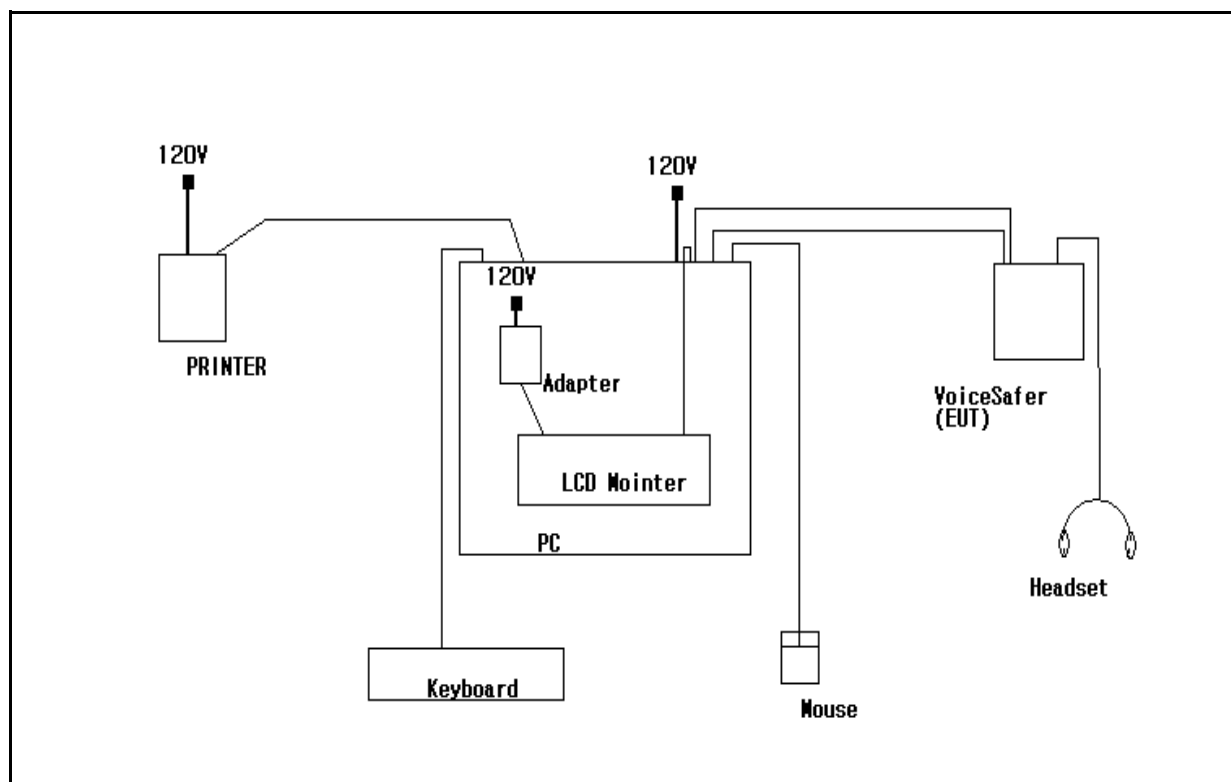 120V
120V
120V
PRINTER
Adapter
VoiceSafer
(EUT)
LCD Mointer
PC
Headset
Keyboard
Mouse